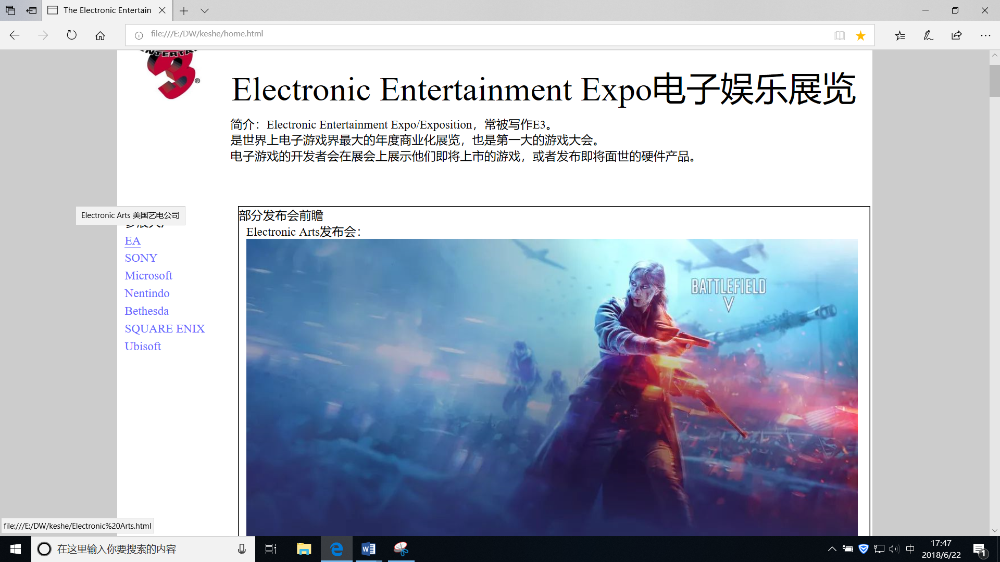 The Electronic Entertain
file:///E:/DW/keshe/home.html
ENTERTA
3®
Electronic Entertainment Expo电子娱乐展览
简介：Electronic Entertainment Expo/Exposition，常被写作E3。
是世界上电子游戏界最大的年度商业化展览，也是第一大的游戏大会。
电子游戏的开发者会在展会上展示他们即将上市的游戏，或者发布即将面世的硬件产品。
Electronic Arts 美国艺电公司
EA
SONY
Microsoft
Nentindo
Bethesda
SQUARE ENIX
Ubisoft
部分发布会前瞻
Electronic Arts发布会：
BATTLEFIELD
V
file:///E:/DW/keshe/Electronic%20Arts.html
在这里输入你要搜索的内容
中
17:47
2018/6/22
1